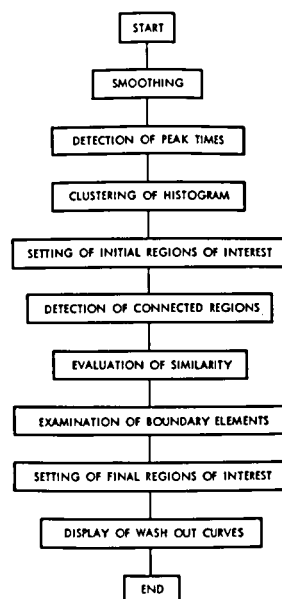 START
SMOOTHING
DETECTION OF PEAK TIMES
CLUSTERING OF HISTOGRAM
SETTING OF INITIAL REGIONS OF INTEREST
DETECTION OF CONNECTED REGIONS
EVALUATION OF SIMILARITY
EXAMINATION OF BOUNDARY ELEMENTS
SETTING OF FINAL REGIONS OF INTEREST
DISPLAY OF WASH OUT CURVES
END